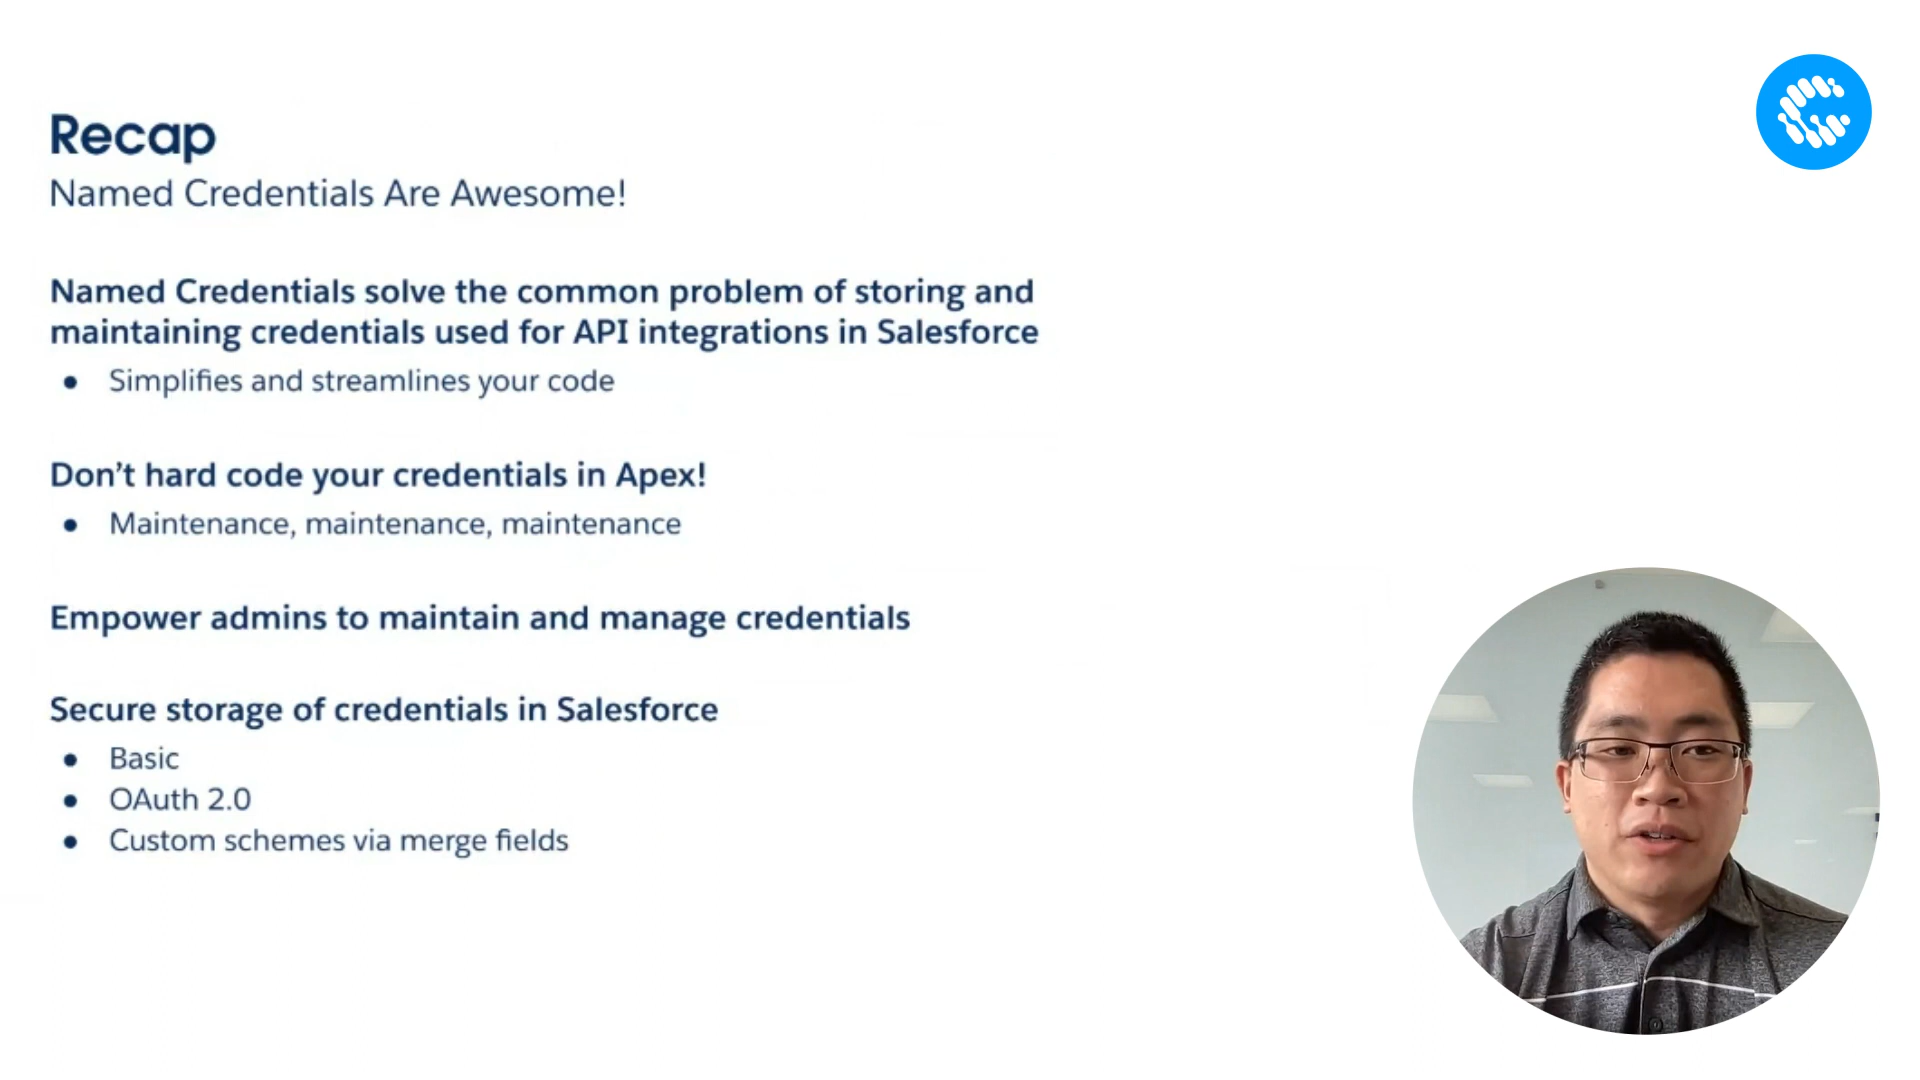 Recap
Named Credentials Are Awesome!
Named Credentials solve the common problem of storing and
maintaining credentials used for API integrations in Salesforce
● Simplifies and streamlines your code
Don’t hard code your credentials in Apex!
● Maintenance, maintenance, maintenance
Empower admins to maintain and manage credentials
Secure storage of credentials in Salesforce
● Basic
● OAuth 2.0
● Custom schemes via merge fields